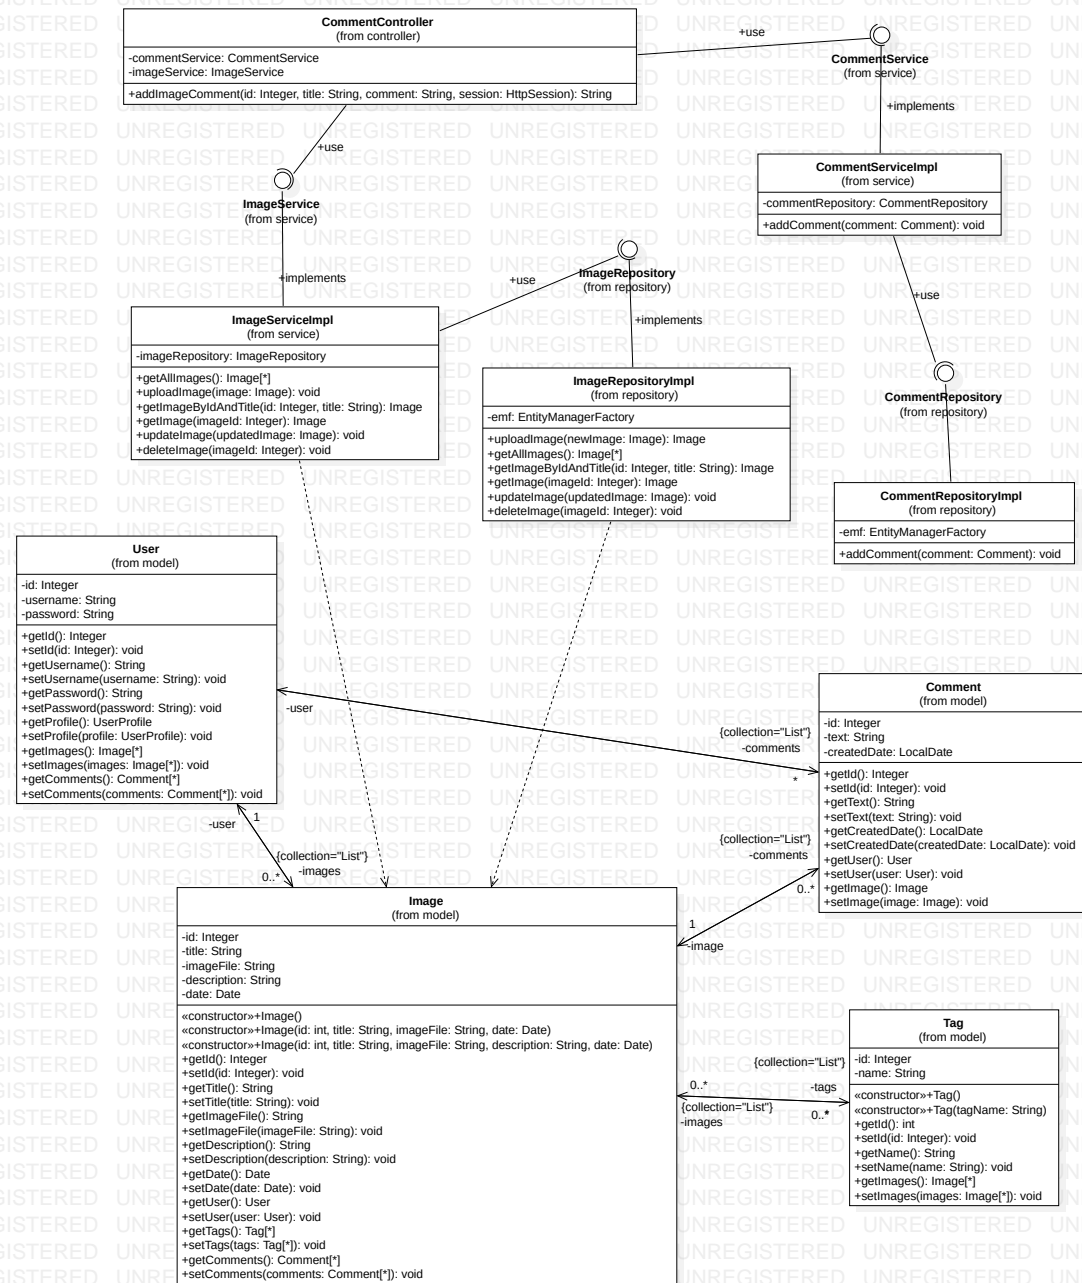 CommentController
(from controller)
-commentService: CommentService
-imageService: ImageService
+addImageComment(id: Integer, title: String, comment: String, session: HttpSession): String
+use
CommentService
(from service)
+implements
CommentServiceImpl
(from service)
-commentRepository: CommentRepository
+addComment(comment: Comment): void
+use
ImageService
(from service)
+implements
ImageServiceImpl
(from service)
-imageRepository: ImageRepository
+getAllImages(): Image[*]
+uploadImage(image: Image): void
+getImageByIdAndTitle(id: Integer, title: String): Image
+getImage(imageId: Integer): Image
+updateImage(updatedImage: Image): void
+deleteImage(imageId: Integer): void
+use
ImageRepository
(from repository)
+implements
ImageRepositoryImpl
(from repository)
-emf: EntityManagerFactory
+uploadImage(newImage: Image): Image
+getAllImages(): Image[*]
+getImageByIdAndTitle(id: Integer, title: String): Image
+getImage(imageId: Integer): Image
+updateImage(updatedImage: Image): void
+deleteImage(imageId: Integer): void
+use
CommentRepository
(from repository)
CommentRepositoryImpl
(from repository)
-emf: EntityManagerFactory
+addComment(comment: Comment): void
User
(from model)
-id: Integer
-username: String
-password: String
+getId(): Integer
+setId(id: Integer): void
+getUsername(): String
+setUsername(username: String): void
+getPassword(): String
+setPassword(password: String): void
+getProfile(): UserProfile
+setProfile(profile: UserProfile): void
+getImages(): Image[*]
+setImages(images: Image[*]): void
+getComments(): Comment[*]
+setComments(comments: Comment[*]): void
-user
{collection="List"}
-comments
*
Comment
(from model)
-id: Integer
-text: String
-createdDate: LocalDate
+getId(): Integer
+setId(id: Integer): void
+getText(): String
+setText(text: String): void
+getCreatedDate(): LocalDate
+setCreatedDate(createdDate: LocalDate): void
+getUser(): User
+setUser(user: User): void
+getImage(): Image
+setImage(image: Image): void
-user
1
{collection="List"}
-images
0..*
{collection="List"}
-comments
0..*
1
-image
Image
(from model)
-id: Integer
-title: String
-imageFile: String
-description: String
-date: Date
«constructor»+Image()
«constructor»+Image(id: int, title: String, imageFile: String, date: Date)
«constructor»+Image(id: int, title: String, imageFile: String, description: String, date: Date)
+getId(): Integer
+setId(id: Integer): void
+getTitle(): String
+setTitle(title: String): void
+getImageFile(): String
+setImageFile(imageFile: String): void
+getDescription(): String
+setDescription(description: String): void
+getDate(): Date
+setDate(date: Date): void
+getUser(): User
+setUser(user: User): void
+getTags(): Tag[*]
+setTags(tags: Tag[*]): void
+getComments(): Comment[*]
+setComments(comments: Comment[*]): void
{collection="List"}
-tags
0..*
0..*
{collection="List"}
-images
Tag
(from model)
-id: Integer
-name: String
«constructor»+Tag()
«constructor»+Tag(tagName: String)
+getId(): int
+setId(id: Integer): void
+getName(): String
+setName(name: String): void
+getImages(): Image[*]
+setImages(images: Image[*]): void
UNREGISTERED